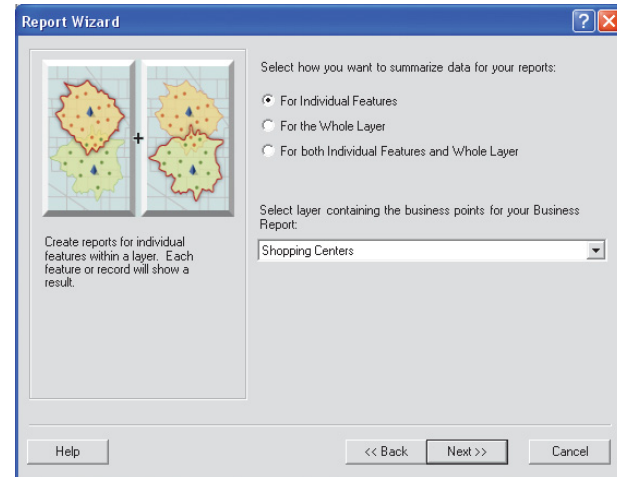 Report Wizard
Select how you want to summarize data for your reports:
For Individual Features
For the Whole Layer
For both Individual Features and Whole Layer
Select layer containing the business points for your Business
Report:
Shopping Centers
+
Create reports for individual
features within a layer. Each
feature or record will show a
result.
Help
<< Back
Next >>
Cancel